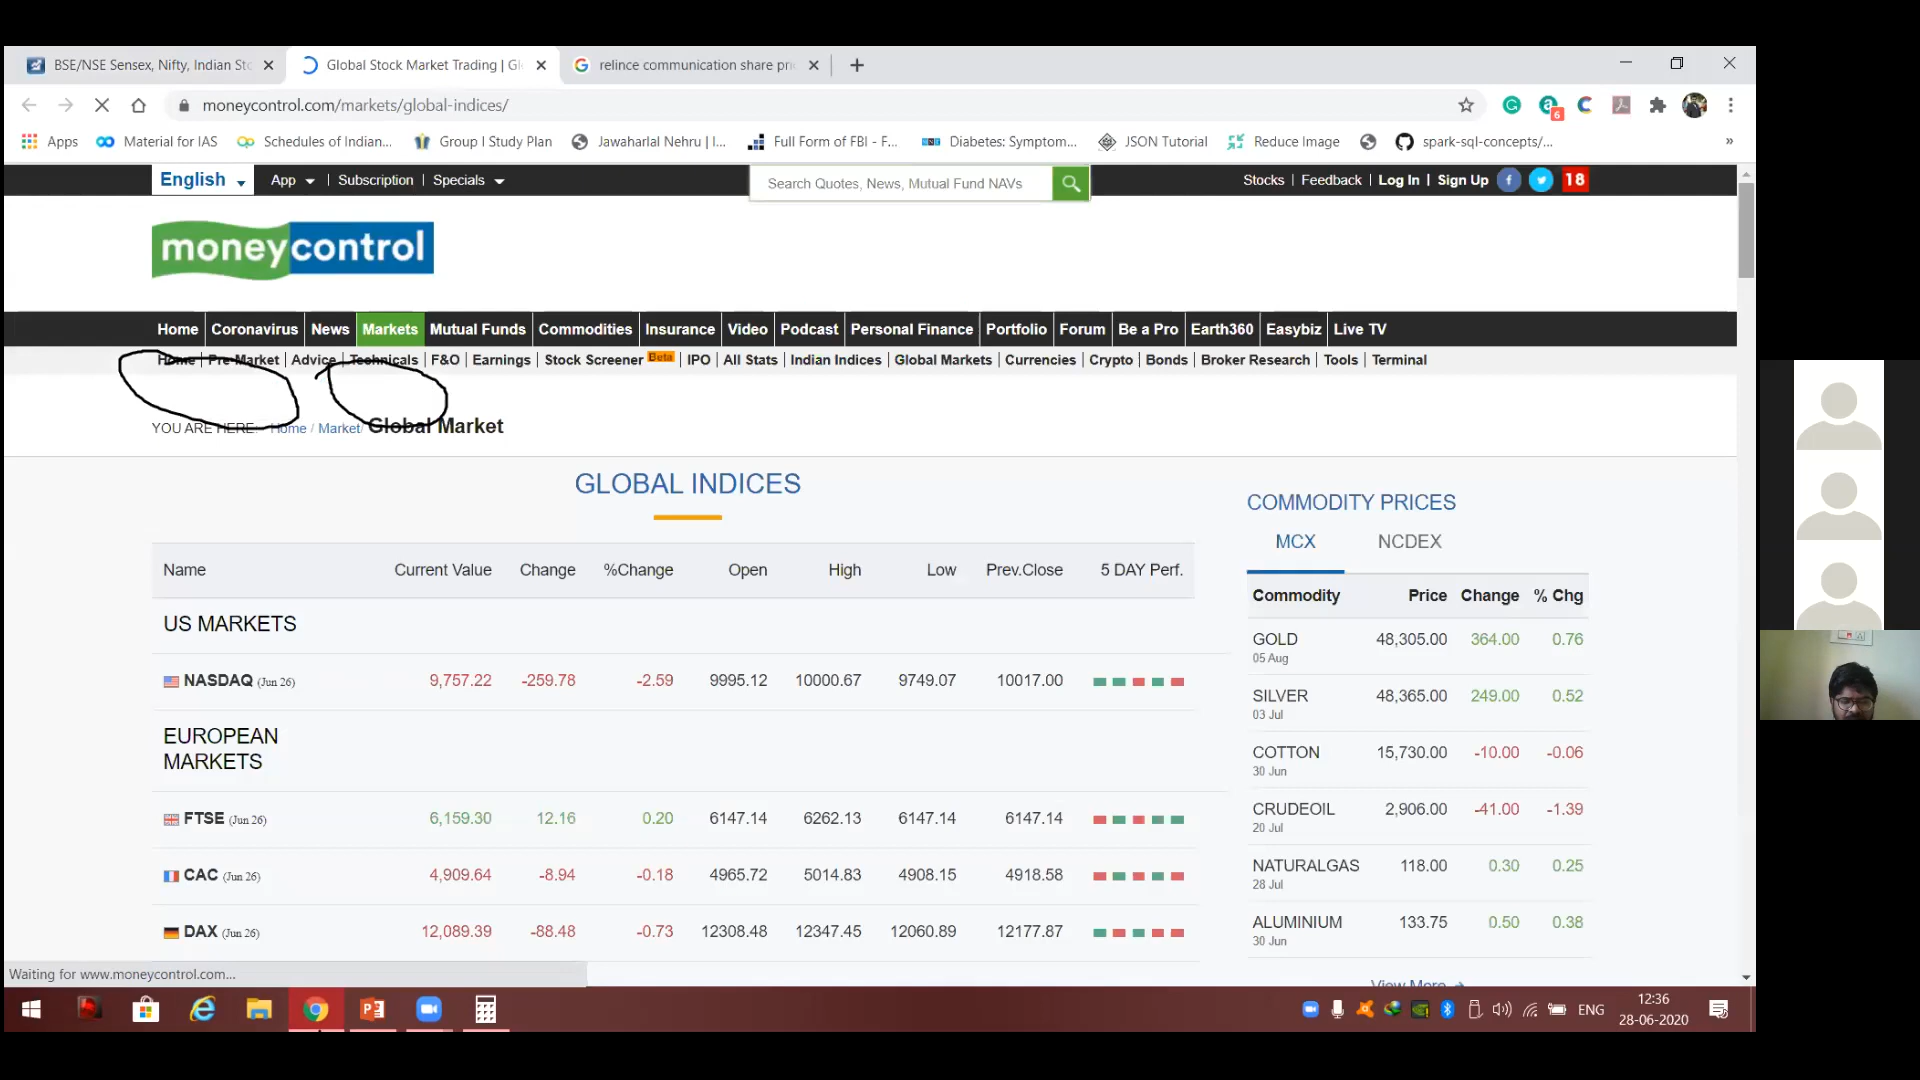 BSE/NSE Sensex, Nifty, Indian Sto
Global Stock Market Trading | Gl
relince communication share pri
moneycontrol.com/markets/global-indices/
6
Apps
Material for IAS
Schedules of Indian...
Group I Study Plan
Jawaharlal Nehru | I...
Full Form of FBI - F...
Diabetes: Symptom...
JSON Tutorial
Reduce Image
spark-sql-concepts/...
»
English App | Subscription | Specials
Search Quotes, News, Mutual Fund NAVs
Stocks | Feedback | Log In | Sign Up 18
moneycontrol
Home Coronavirus News Markets Mutual Funds Commodities Insurance Video Podcast Personal Finance Portfolio Forum Be a Pro Earth360 Easybiz Live TV
Home | Pre-Market | Advice | Technicals | F&O | Earnings | Stock Screener Beta | IPO | All Stats | Indian Indices | Global Markets | Currencies | Crypto | Bonds | Broker Research | Tools | Terminal
YOU ARE HERE: Home / Market/ Global Market
GLOBAL INDICES
Name Current Value Change %Change Open High Low Prev.Close 5 DAY Perf.
US MARKETS
NASDAQ (Jun 26) 9,757.22 -259.78 -2.59 9995.12 10000.67 9749.07 10017.00
EUROPEAN
MARKETS
FTSE (Jun 26) 6,159.30 12.16 0.20 6147.14 6262.13 6147.14 6147.14
CAC (Jun 26) 4,909.64 -8.94 -0.18 4965.72 5014.83 4908.15 4918.58
DAX (Jun 26) 12,089.39 -88.48 -0.73 12308.48 12347.45 12060.89 12177.87
COMMODITY PRICES
MCX NCDEX
Commodity Price Change % Chg
GOLD 48,305.00 364.00 0.76
05 Aug
SILVER 48,365.00 249.00 0.52
03 Jul
COTTON 15,730.00 -10.00 -0.06
30 Jun
CRUDEOIL 2,906.00 -41.00 -1.39
20 Jul
NATURALGAS 118.00 0.30 0.25
28 Jul
ALUMINIUM 133.75 0.50 0.38
30 Jun
View More
Waiting for www.moneycontrol.com...
ENG
12:36
28-06-2020